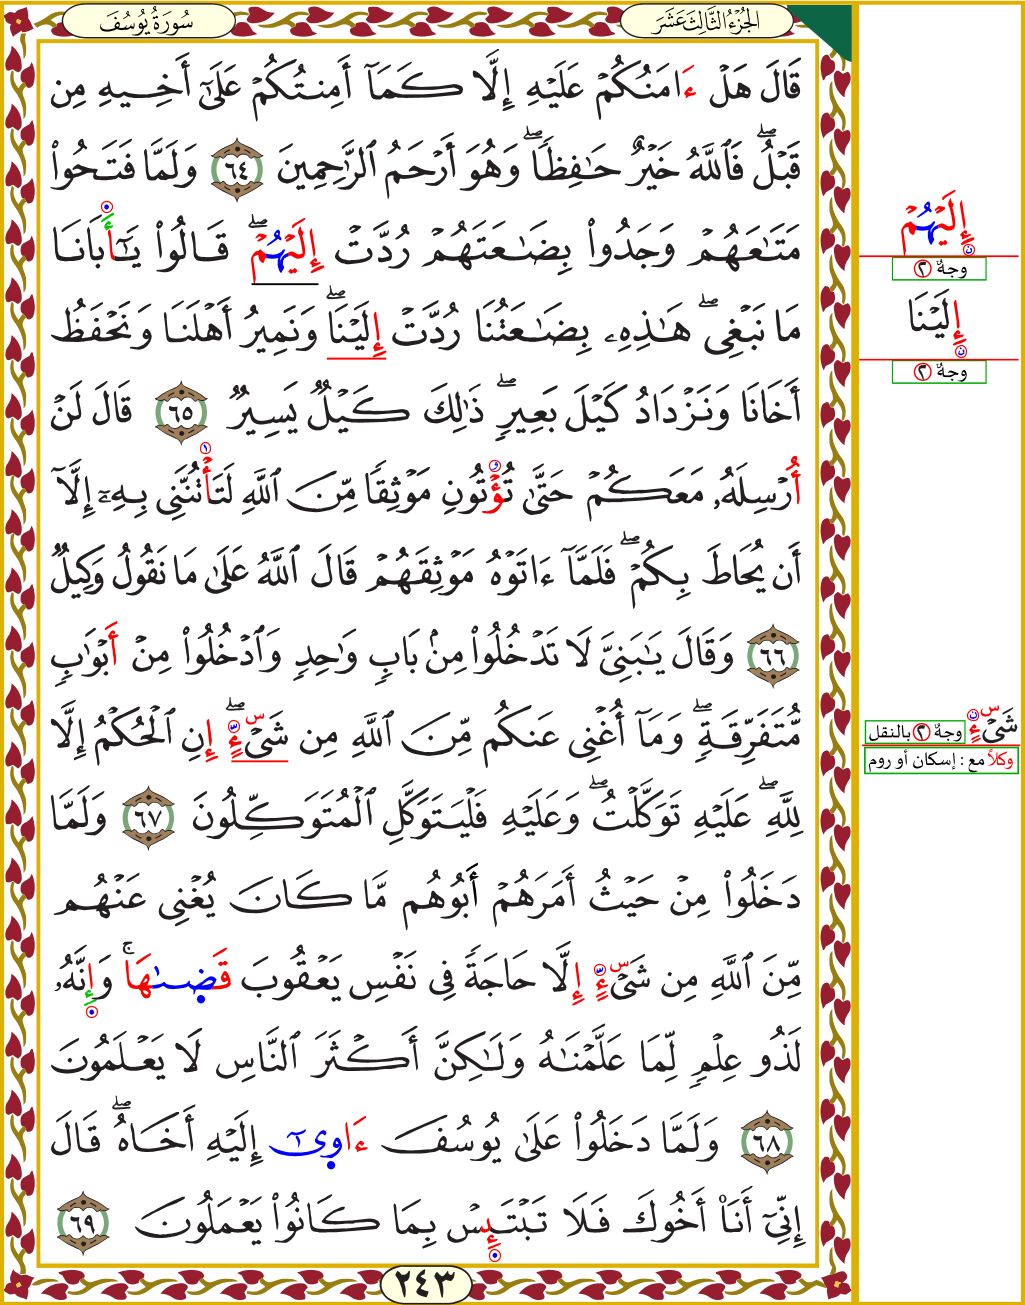 الجُزْءُ الثَّالِثَ عَشَرَ
سُورَةُ يُوسُفَ
قَالَ هَلْ ءَامَنُكُمْ عَلَيْهِ إِلَّا كَمَآ أَمِنتُكُمْ عَلَىٰٓ أَخِيهِ مِن
قَبْلُ ۖ فَٱللَّهُ خَيْرٌ حَـٰفِظًا ۖ وَهُوَ أَرْحَمُ ٱلرَّٰحِمِينَ ٦٤ وَلَمَّا فَتَحُوا۟
مَتَـٰعَهُمْ وَجَدُوا۟ بِضَـٰعَتَهُمْ رُدَّتْ إِلَيْهُمْ ۖ قَالُوا۟ يَـٰٓأَبَانَا
مَا نَبْغِى ۖ هَـٰذِهِۦ بِضَـٰعَتُنَا رُدَّتْ إِلَيْنَا ۖ وَنَمِيرُ أَهْلَنَا وَنَحْفَظُ
أَخَانَا وَنَزْدَادُ كَيْلَ بَعِيرٍ ۖ ذَٰلِكَ كَيْلٌ يَسِيرٌ ٦٥ قَالَ لَنْ
أُرْسِلَهُۥ مَعَكُمْ حَتَّىٰ تُؤْتُونِ مَوْثِقًا مِّنَ ٱللَّهِ لَتَأْتُنَّنِى بِهِۦٓ إِلَّآ
أَن يُحَاطَ بِكُمْ ۖ فَلَمَّآ ءَاتَوْهُ مَوْثِقَهُمْ قَالَ ٱللَّهُ عَلَىٰ مَا نَقُولُ وَكِيلٌ
٦٦ وَقَالَ يَـٰبَنِىَّ لَا تَدْخُلُوا۟ مِنۢ بَابٍ وَٰحِدٍ وَٱدْخُلُوا۟ مِنْ أَبْوَٰبٍ
مُّتَفَرِّقَةٍ ۖ وَمَآ أُغْنِى عَنكُم مِّنَ ٱللَّهِ مِن شَىْءٍ ۖ إِنِ ٱلْحُكْمُ إِلَّا
لِلَّهِ ۖ عَلَيْهِ تَوَكَّلْتُ ۖ وَعَلَيْهِ فَلْيَتَوَكَّلِ ٱلْمُتَوَكِّلُونَ ٦٧ وَلَمَّا
دَخَلُوا۟ مِنْ حَيْثُ أَمَرَهُمْ أَبُوهُم مَّا كَانَ يُغْنِى عَنْهُم
مِّنَ ٱللَّهِ مِن شَىْءٍ إِلَّا حَاجَةً فِى نَفْسِ يَعْقُوبَ قَضِىٰهَا ۚ وَإِنَّهُۥ
لَذُو عِلْمٍ لِّمَا عَلَّمْنَـٰهُ وَلَـٰكِنَّ أَكْثَرَ ٱلنَّاسِ لَا يَعْلَمُونَ
٦٨ وَلَمَّا دَخَلُوا۟ عَلَىٰ يُوسُفَ ءَاوِىٰٓ إِلَيْهِ أَخَاهُ ۖ قَالَ
إِنِّىٓ أَنَا۠ أَخُوكَ فَلَا تَبْتَئِسْ بِمَا كَانُوا۟ يَعْمَلُونَ ٦٩
٢٤٣
إِلَيْهُمْ
وجهٌ ٢
إِلَيْنَا
وجهٌ ٢
شَىْءٍ وجهٌ ٢ بالنقل
وكلاً مع : إسكان أو روم